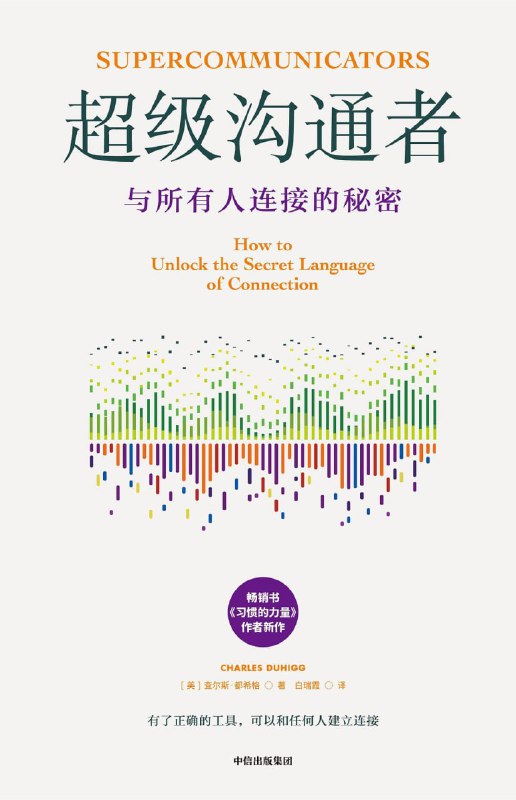 SUPERCOMMUNICATORS
超级沟通者
与所有人连接的秘密
How to
Unlock the Secret Language
of Connection
畅销书
《习惯的力量》
作者新作
CHARLES DUHIGG
［美］查尔斯·都希格 ○ 著 白瑞霞 ○ 译
有了正确的工具，可以和任何人建立连接
中信出版集团